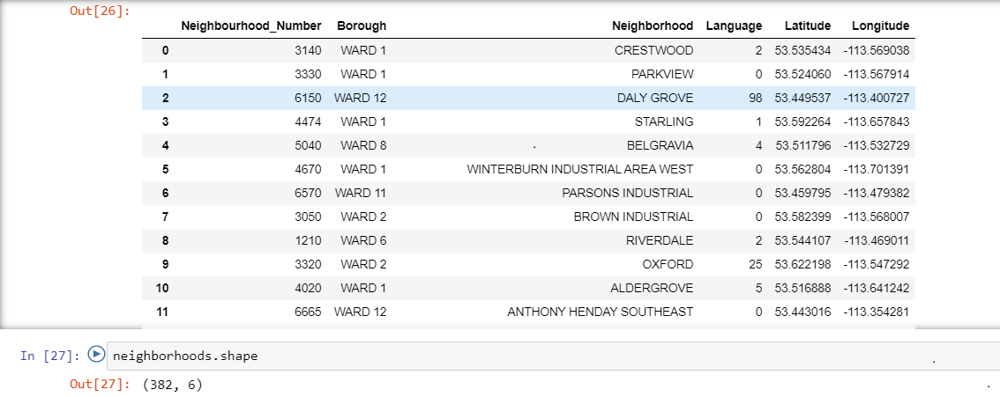 Out[26]:
Neighbourhood_Number Borough Neighborhood Language Latitude Longitude
0 3140 WARD 1 CRESTWOOD 2 53.535434 -113.569038
1 3330 WARD 1 PARKVIEW 0 53.524060 -113.567914
2 6150 WARD 12 DALY GROVE 98 53.449537 -113.400727
3 4474 WARD 1 STARLING 1 53.592264 -113.657843
4 5040 WARD 8 BELGRAVIA 4 53.511796 -113.532729
5 4670 WARD 1 WINTERBURN INDUSTRIAL AREA WEST 0 53.562804 -113.701391
6 6570 WARD 11 PARSONS INDUSTRIAL 0 53.459795 -113.479382
7 3050 WARD 2 BROWN INDUSTRIAL 0 53.582399 -113.568007
8 1210 WARD 6 RIVERDALE 2 53.544107 -113.469011
9 3320 WARD 2 OXFORD 25 53.622198 -113.547292
10 4020 WARD 1 ALDERGROVE 5 53.516888 -113.641242
11 6665 WARD 12 ANTHONY HENDAY SOUTHEAST 0 53.443016 -113.354281
In [27]: neighborhoods.shape
Out[27]: (382, 6)